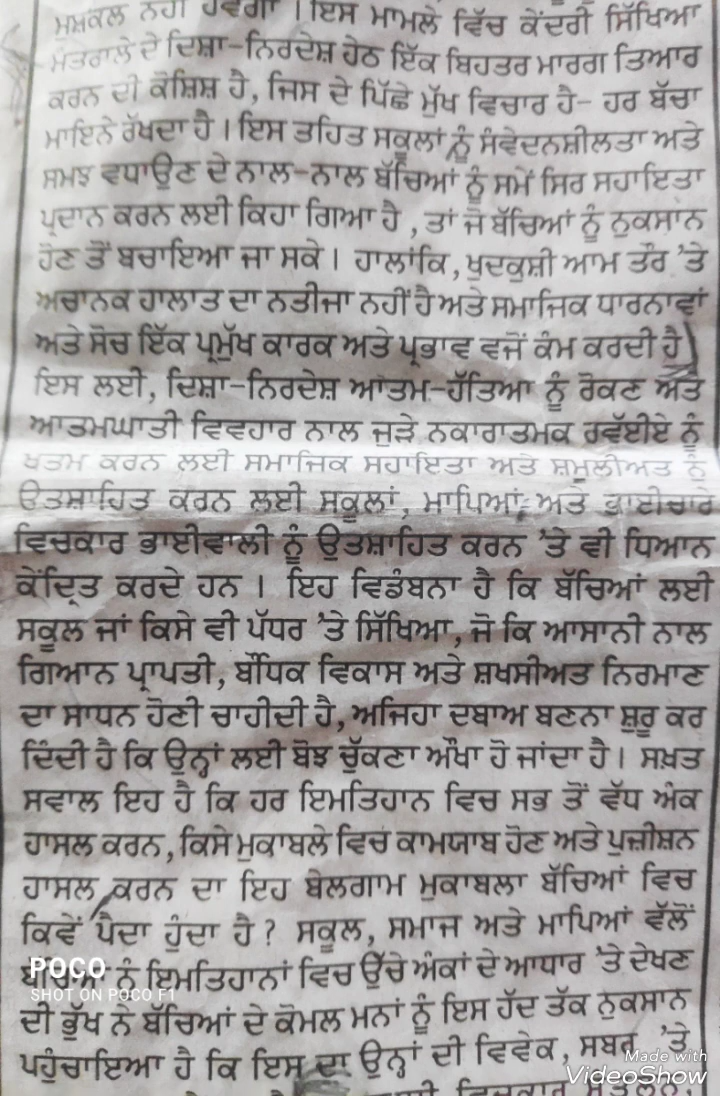 ਮੁਸ਼ਕਲ ਨਹੀਂ ਹੋਵੇਗੀ । ਇਸ ਮਾਮਲੇ ਵਿੱਚ ਕੇਂਦਰੀ ਸਿੱਖਿਆ
ਮੰਤਰਾਲੇ ਦੇ ਦਿਸ਼ਾ-ਨਿਰਦੇਸ਼ ਹੇਠ ਇੱਕ ਬਿਹਤਰ ਮਾਰਗ ਤਿਆਰ
ਕਰਨ ਦੀ ਕੋਸ਼ਿਸ਼ ਹੈ, ਜਿਸ ਦੇ ਪਿੱਛੇ ਮੁੱਖ ਵਿਚਾਰ ਹੈ- ਹਰ ਬੱਚਾ
ਮਾਇਨੇ ਰੱਖਦਾ ਹੈ । ਇਸ ਤਹਿਤ ਸਕੂਲਾਂ ਨੂੰ ਸੰਵੇਦਨਸ਼ੀਲਤਾ ਅਤੇ
ਸਮਝ ਵਧਾਉਣ ਦੇ ਨਾਲ-ਨਾਲ ਬੱਚਿਆਂ ਨੂੰ ਸਮੇਂ ਸਿਰ ਸਹਾਇਤਾ
ਪ੍ਰਦਾਨ ਕਰਨ ਲਈ ਕਿਹਾ ਗਿਆ ਹੈ , ਤਾਂ ਜੋ ਬੱਚਿਆਂ ਨੂੰ ਨੁਕਸਾਨ
ਹੋਣ ਤੋਂ ਬਚਾਇਆ ਜਾ ਸਕੇ । ਹਾਲਾਂਕਿ, ਖੁਦਕੁਸ਼ੀ ਆਮ ਤੌਰ 'ਤੇ
ਅਚਾਨਕ ਹਾਲਾਤ ਦਾ ਨਤੀਜਾ ਨਹੀਂ ਹੈ ਅਤੇ ਸਮਾਜਿਕ ਧਾਰਨਾਵਾਂ
ਅਤੇ ਸੋਚ ਇੱਕ ਪ੍ਰਮੁੱਖ ਕਾਰਕ ਅਤੇ ਪ੍ਰਭਾਵ ਵਜੋਂ ਕੰਮ ਕਰਦੀ ਹੈ।
ਇਸ ਲਈ, ਦਿਸ਼ਾ-ਨਿਰਦੇਸ਼ ਆਤਮ-ਹੱਤਿਆ ਨੂੰ ਰੋਕਣ ਅਤੇ
ਆਤਮਘਾਤੀ ਵਿਵਹਾਰ ਨਾਲ ਜੁੜੇ ਨਕਾਰਾਤਮਕ ਰਵੱਈਏ ਨੂੰ
ਖਤਮ ਕਰਨ ਲਈ ਸਮਾਜਿਕ ਸਹਾਇਤਾ ਅਤੇ ਸ਼ਮੂਲੀਅਤ ਨੂੰ
ਉਤਸ਼ਾਹਿਤ ਕਰਨ ਲਈ ਸਕੂਲਾਂ, ਮਾਪਿਆਂ, ਅਤੇ ਭਾਈਚਾਰੇ
ਵਿਚਕਾਰ ਭਾਈਵਾਲੀ ਨੂੰ ਉਤਸ਼ਾਹਿਤ ਕਰਨ 'ਤੇ ਵੀ ਧਿਆਨ
ਕੇਂਦ੍ਰਿਤ ਕਰਦੇ ਹਨ । ਇਹ ਵਿਡੰਬਨਾ ਹੈ ਕਿ ਬੱਚਿਆਂ ਲਈ
ਸਕੂਲ ਜਾਂ ਕਿਸੇ ਵੀ ਪੱਧਰ 'ਤੇ ਸਿੱਖਿਆ, ਜੋ ਕਿ ਆਸਾਨੀ ਨਾਲ
ਗਿਆਨ ਪ੍ਰਾਪਤੀ, ਬੌਧਿਕ ਵਿਕਾਸ ਅਤੇ ਸ਼ਖਸੀਅਤ ਨਿਰਮਾਣ
ਦਾ ਸਾਧਨ ਹੋਣੀ ਚਾਹੀਦੀ ਹੈ, ਅਜਿਹਾ ਦਬਾਅ ਬਣਨਾ ਸ਼ੁਰੂ ਕਰ
ਦਿੰਦੀ ਹੈ ਕਿ ਉਨ੍ਹਾਂ ਲਈ ਬੋਝ ਚੁੱਕਣਾ ਔਖਾ ਹੋ ਜਾਂਦਾ ਹੈ । ਸਖ਼ਤ
ਸਵਾਲ ਇਹ ਹੈ ਕਿ ਹਰ ਇਮਤਿਹਾਨ ਵਿਚ ਸਭ ਤੋਂ ਵੱਧ ਅੰਕ
ਹਾਸਲ ਕਰਨ, ਕਿਸੇ ਮੁਕਾਬਲੇ ਵਿਚ ਕਾਮਯਾਬ ਹੋਣ ਅਤੇ ਪੁਜ਼ੀਸ਼ਨ
ਹਾਸਲ ਕਰਨ ਦਾ ਇਹ ਬੇਲਗਾਮ ਮੁਕਾਬਲਾ ਬੱਚਿਆਂ ਵਿਚ
ਕਿਵੇਂ ਪੈਦਾ ਹੁੰਦਾ ਹੈ ? ਸਕੂਲ, ਸਮਾਜ ਅਤੇ ਮਾਪਿਆਂ ਵੱਲੋਂ
ਨੂੰ ਇਮਤਿਹਾਨਾਂ ਵਿਚ ਉੱਚੇ ਅੰਕਾਂ ਦੇ ਆਧਾਰ 'ਤੇ ਦੇਖਣ
POCO
SHOT ON POCO F1
ਦੀ ਭੁੱਖ ਨੇ ਬੱਚਿਆਂ ਦੇ ਕੋਮਲ ਮਨਾਂ ਨੂੰ ਇਸ ਹੱਦ ਤੱਕ ਨੁਕਸਾਨ
ਪਹੁੰਚਾਇਆ ਹੈ ਕਿ ਇਸ ਦਾ ਉਨ੍ਹਾਂ ਦੀ ਵਿਵੇਕ, ਸਬਰ 'ਤੇ
Made with
VideoShow
ਵਿਚਕਾਰ